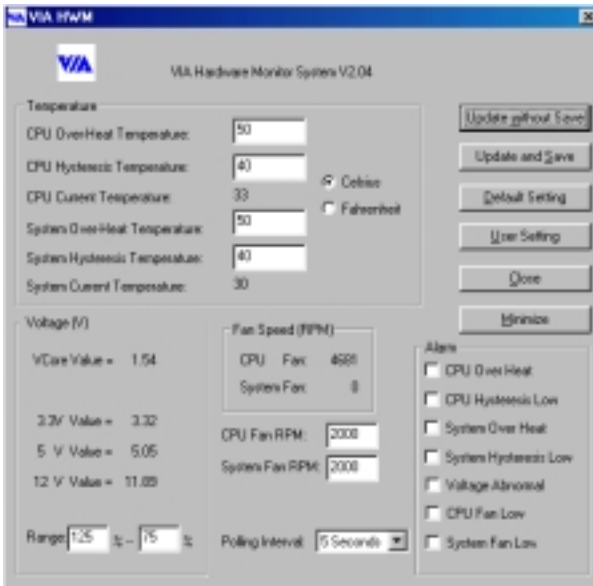 VIA HWM
VIA
VIA Hardware Monitor System V2.04
Temperature
CPU Over-Heat Temperature: 50
CPU Hysteresis Temperature: 40
CPU Current Temperature: 33
System Over-Heat Temperature: 50
System Hysteresis Temperature: 40
System Current Temperature: 30
Celsius
Fahrenheit
Update without Save
Update and Save
Default Setting
User Setting
Close
Minimize
Voltage (V)
VCore Value = 1.54
3.3V Value = 3.32
5 V Value = 5.05
12 V Value = 11.89
Range: 125 % -- 75 %
Fan Speed (RPM)
CPU Fan: 4681
System Fan: 0
CPU Fan RPM: 2000
System Fan RPM: 2000
Polling Interval: 5 Seconds
Alarm
CPU Over Heat
CPU Hysteresis Low
System Over Heat
System Hysteresis Low
Voltage Abnormal
CPU Fan Low
System Fan Low